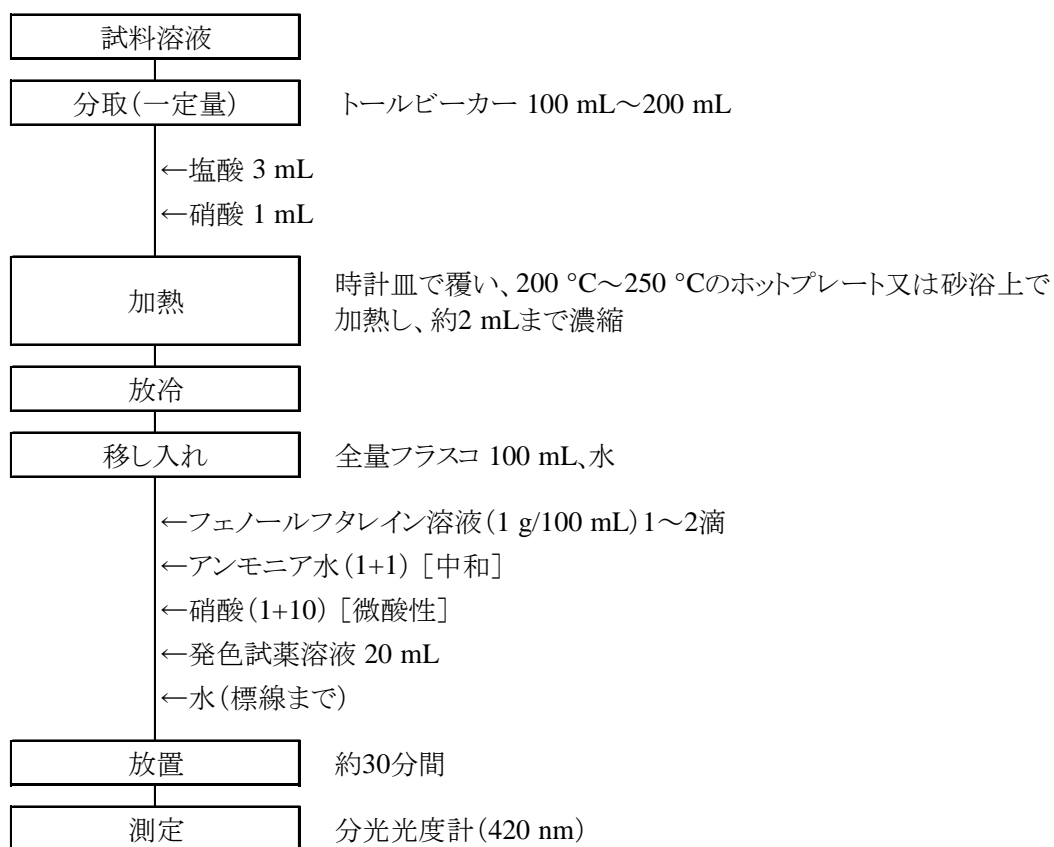 試料溶液
分取(一定量) トールビーカー 100 mL~200 mL
←塩酸 3 mL
←硝酸 1 mL
加熱 時計皿で覆い、200 °C~250 °Cのホットプレート又は砂浴上で
加熱し、約2 mLまで濃縮
放冷
移し入れ 全量フラスコ 100 mL、水
←フェノールフタレイン溶液(1 g/100 mL)1~2滴
←アンモニア水(1+1) [中和]
←硝酸(1+10) [微酸性]
←発色試薬溶液 20 mL
←水(標線まで)
放置 約30分間
測定 分光光度計(420 nm)